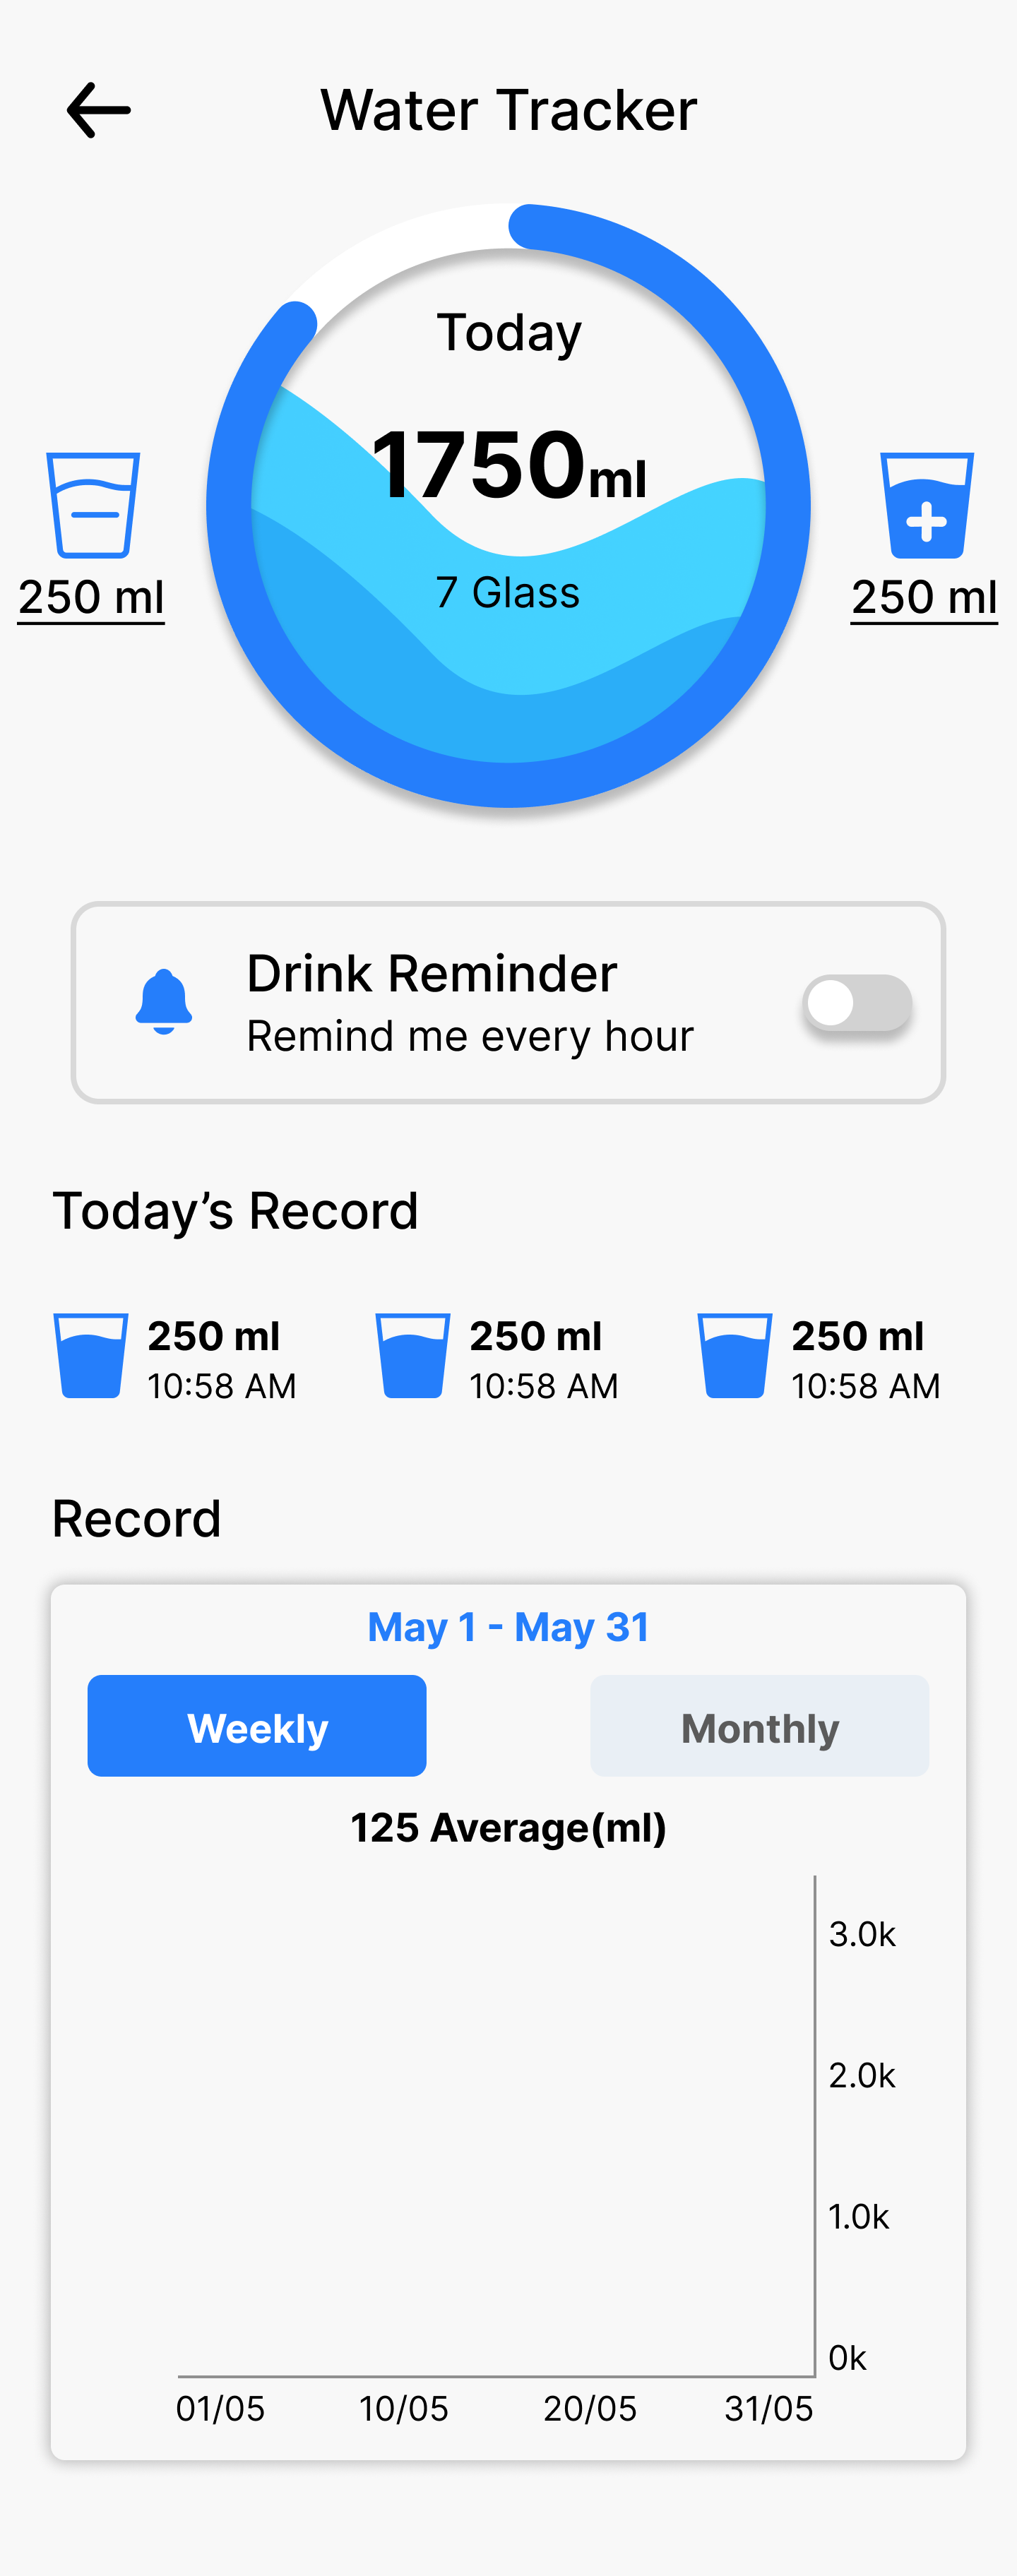 Water Tracker
Today
1750ml
7 Glass
250 ml
250 ml
Drink Reminder
Remind me every hour
Today’s Record
250 ml
10:58 AM
250 ml
10:58 AM
250 ml
10:58 AM
Record
May 1 - May 31
Weekly
Monthly
125 Average(ml)
3.0k
2.0k
1.0k
0k
01/05
10/05
20/05
31/05